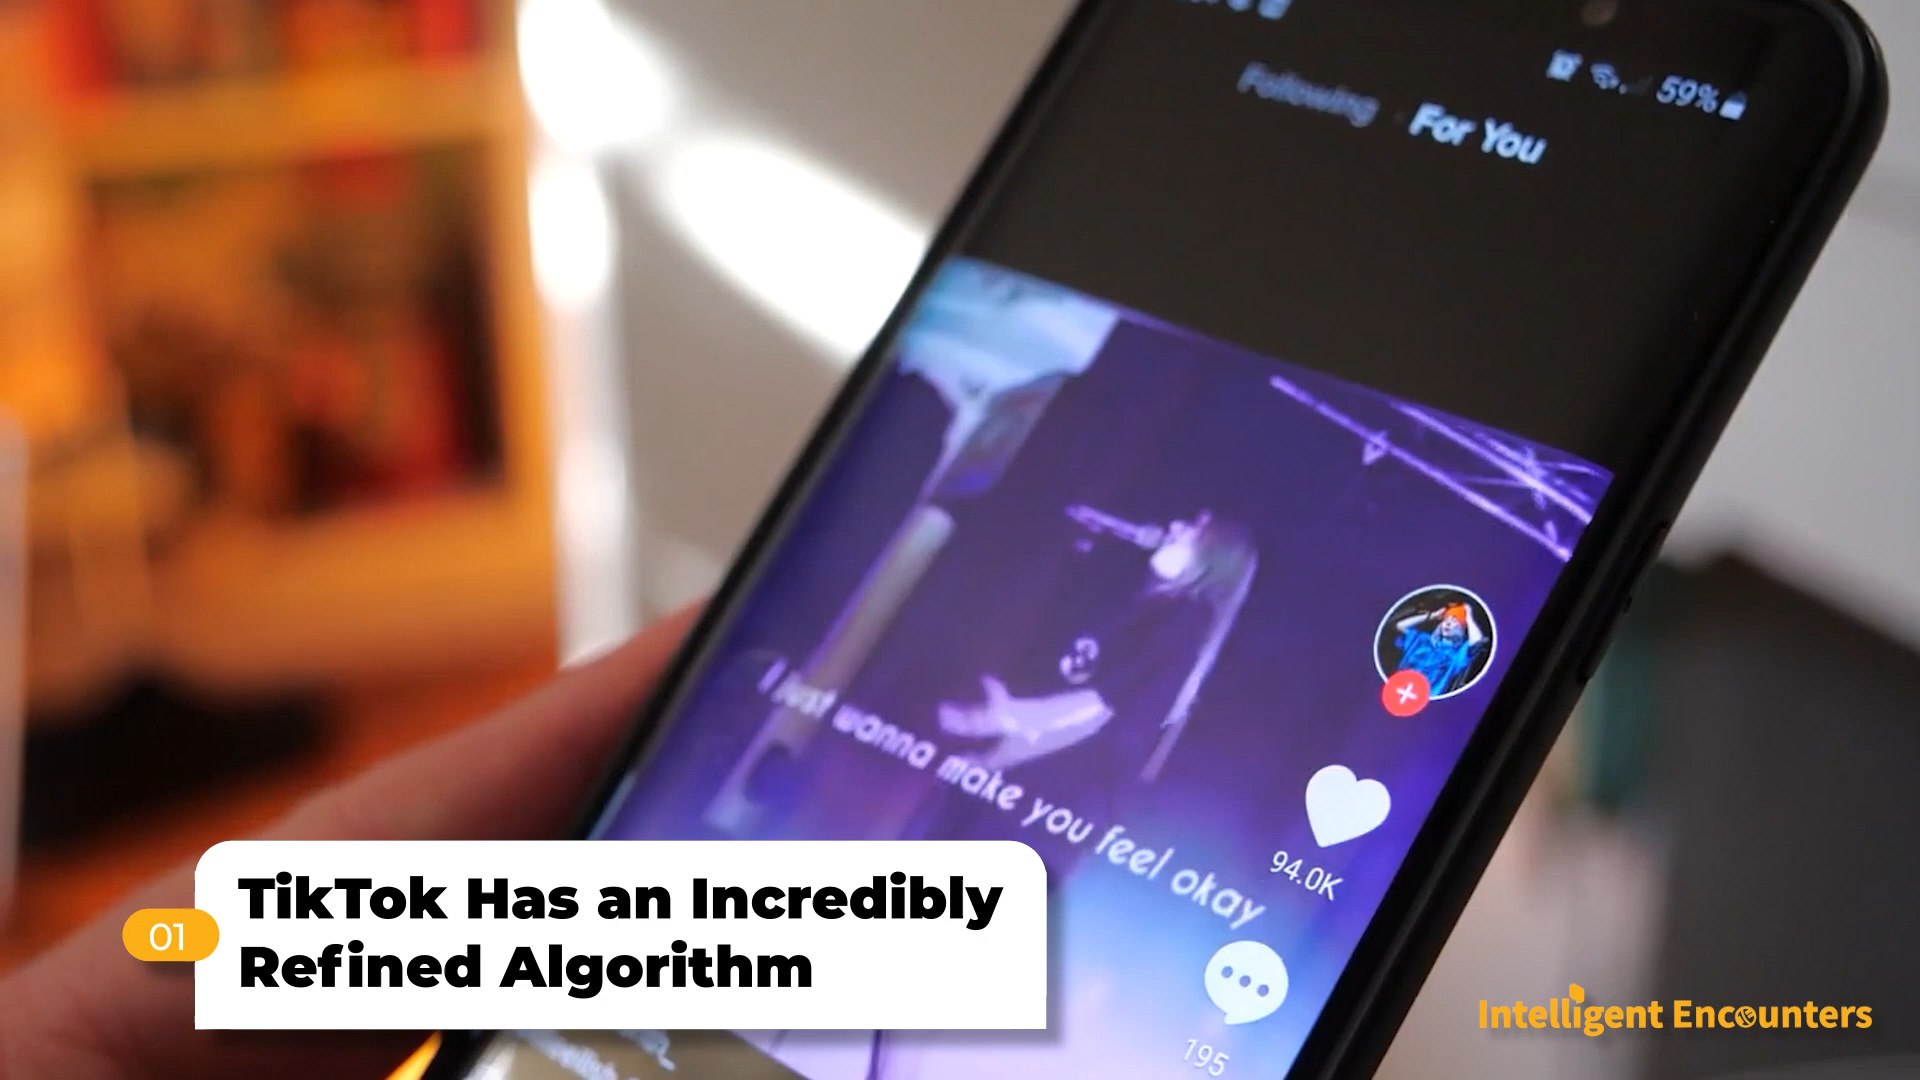 59%
Following
For You
I just wanna make you feel okay
94.0K
195
01
TikTok Has an Incredibly
Refined Algorithm
Intelligent Encounters